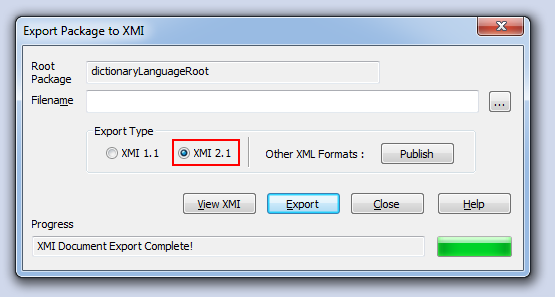 Export Package to XMI
Root Package
dictionaryLanguageRoot
Filename
...
Export Type
XMI 1.1
XMI 2.1
Other XML Formats :
Publish
View XMI
Export
Close
Help
Progress
XMI Document Export Complete!